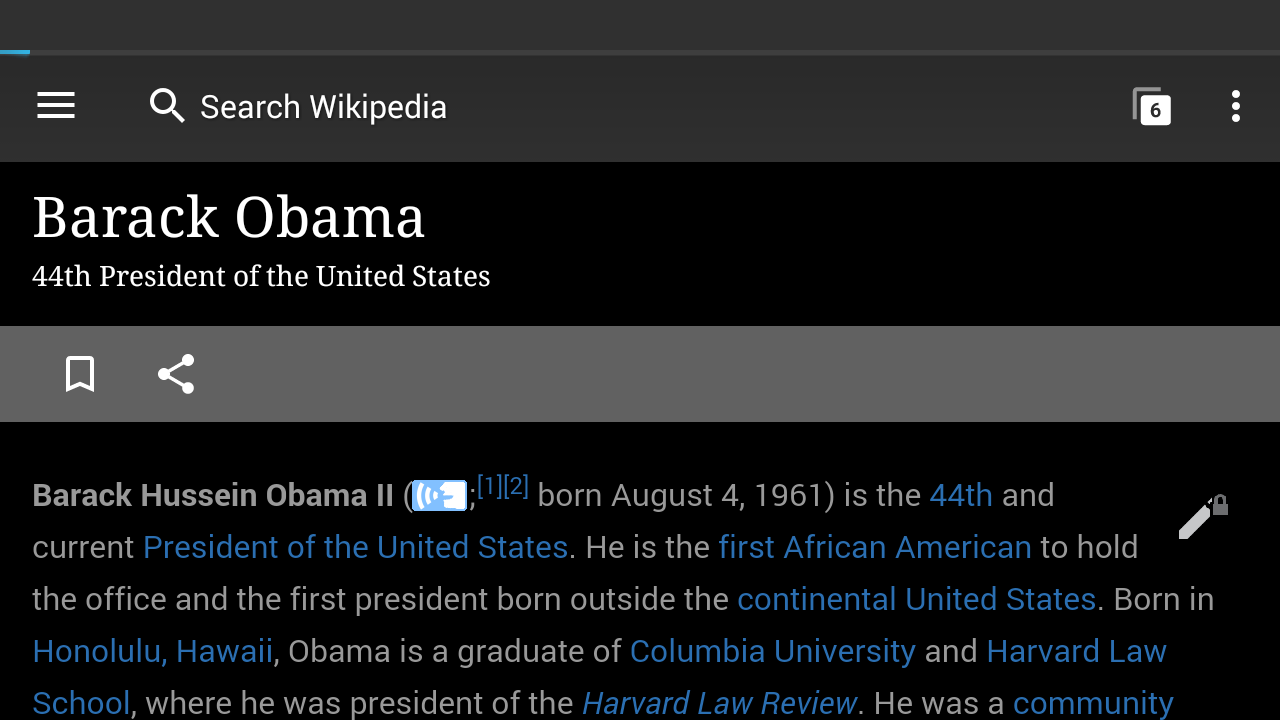 Search Wikipedia
6
Barack Obama
44th President of the United States
Barack Hussein Obama II (;[1][2] born August 4, 1961) is the 44th and
current President of the United States. He is the first African American to hold
the office and the first president born outside the continental United States. Born in
Honolulu, Hawaii, Obama is a graduate of Columbia University and Harvard Law
School, where he was president of the Harvard Law Review. He was a community